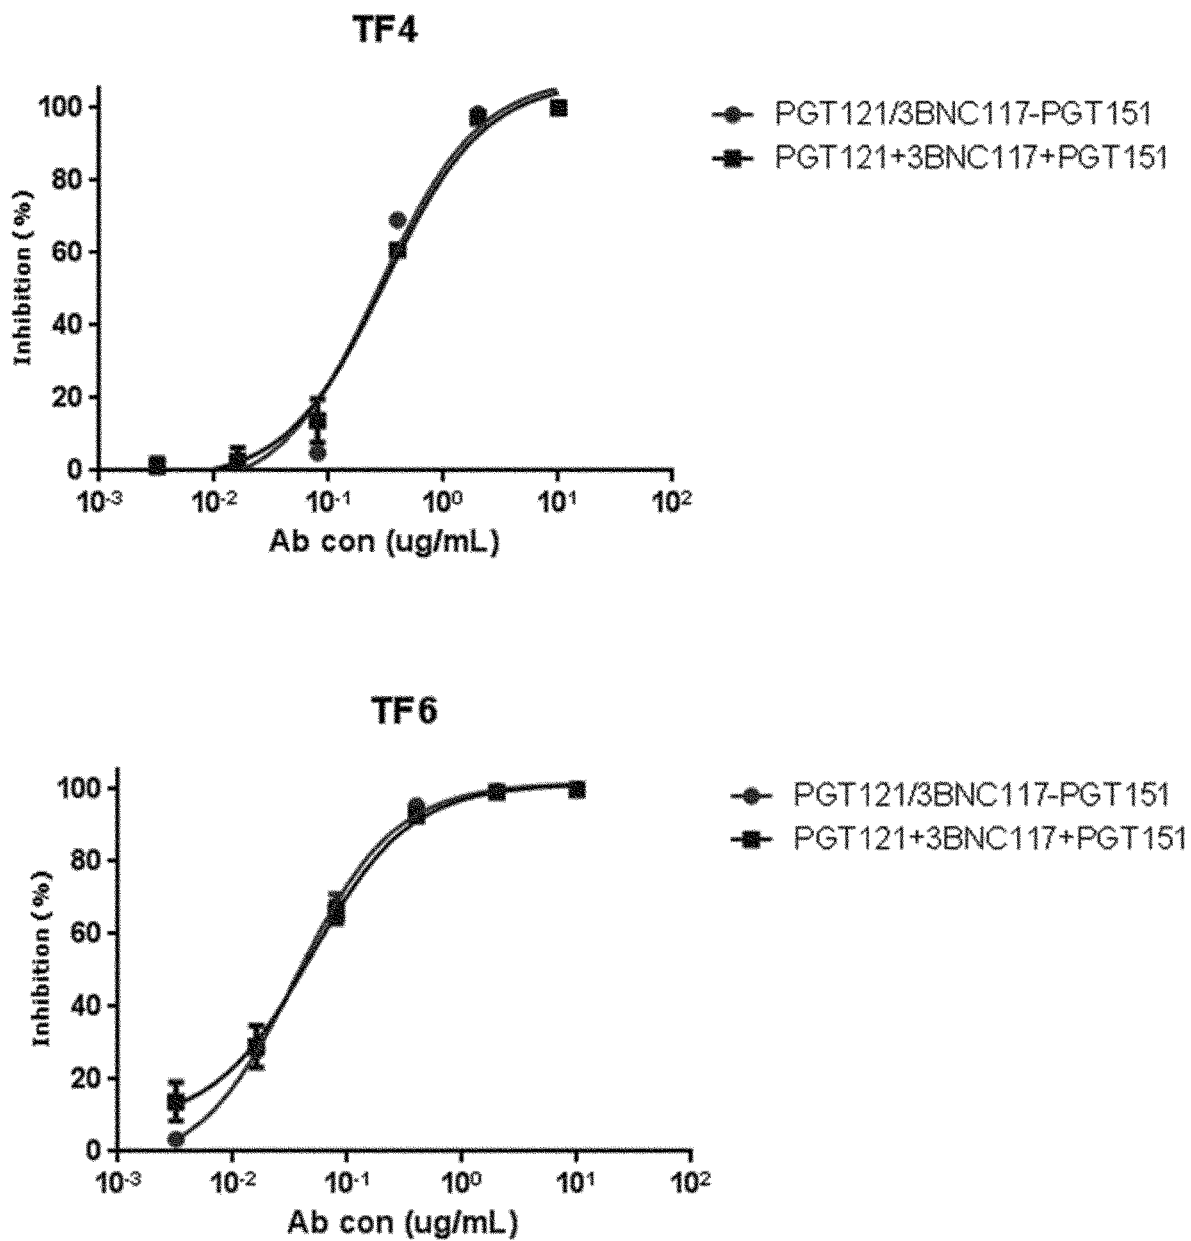 TF4
100
80
60
40
20
0
Inhibition (%)
10-3 10-2 10-1 100 101 102
Ab con (ug/mL)
PGT121/3BNC117-PGT151
PGT121+3BNC117+PGT151
TF6
100
80
60
40
20
0
Inhibition (%)
10-3 10-2 10-1 100 101 102
Ab con (ug/mL)
PGT121/3BNC117-PGT151
PGT121+3BNC117+PGT151